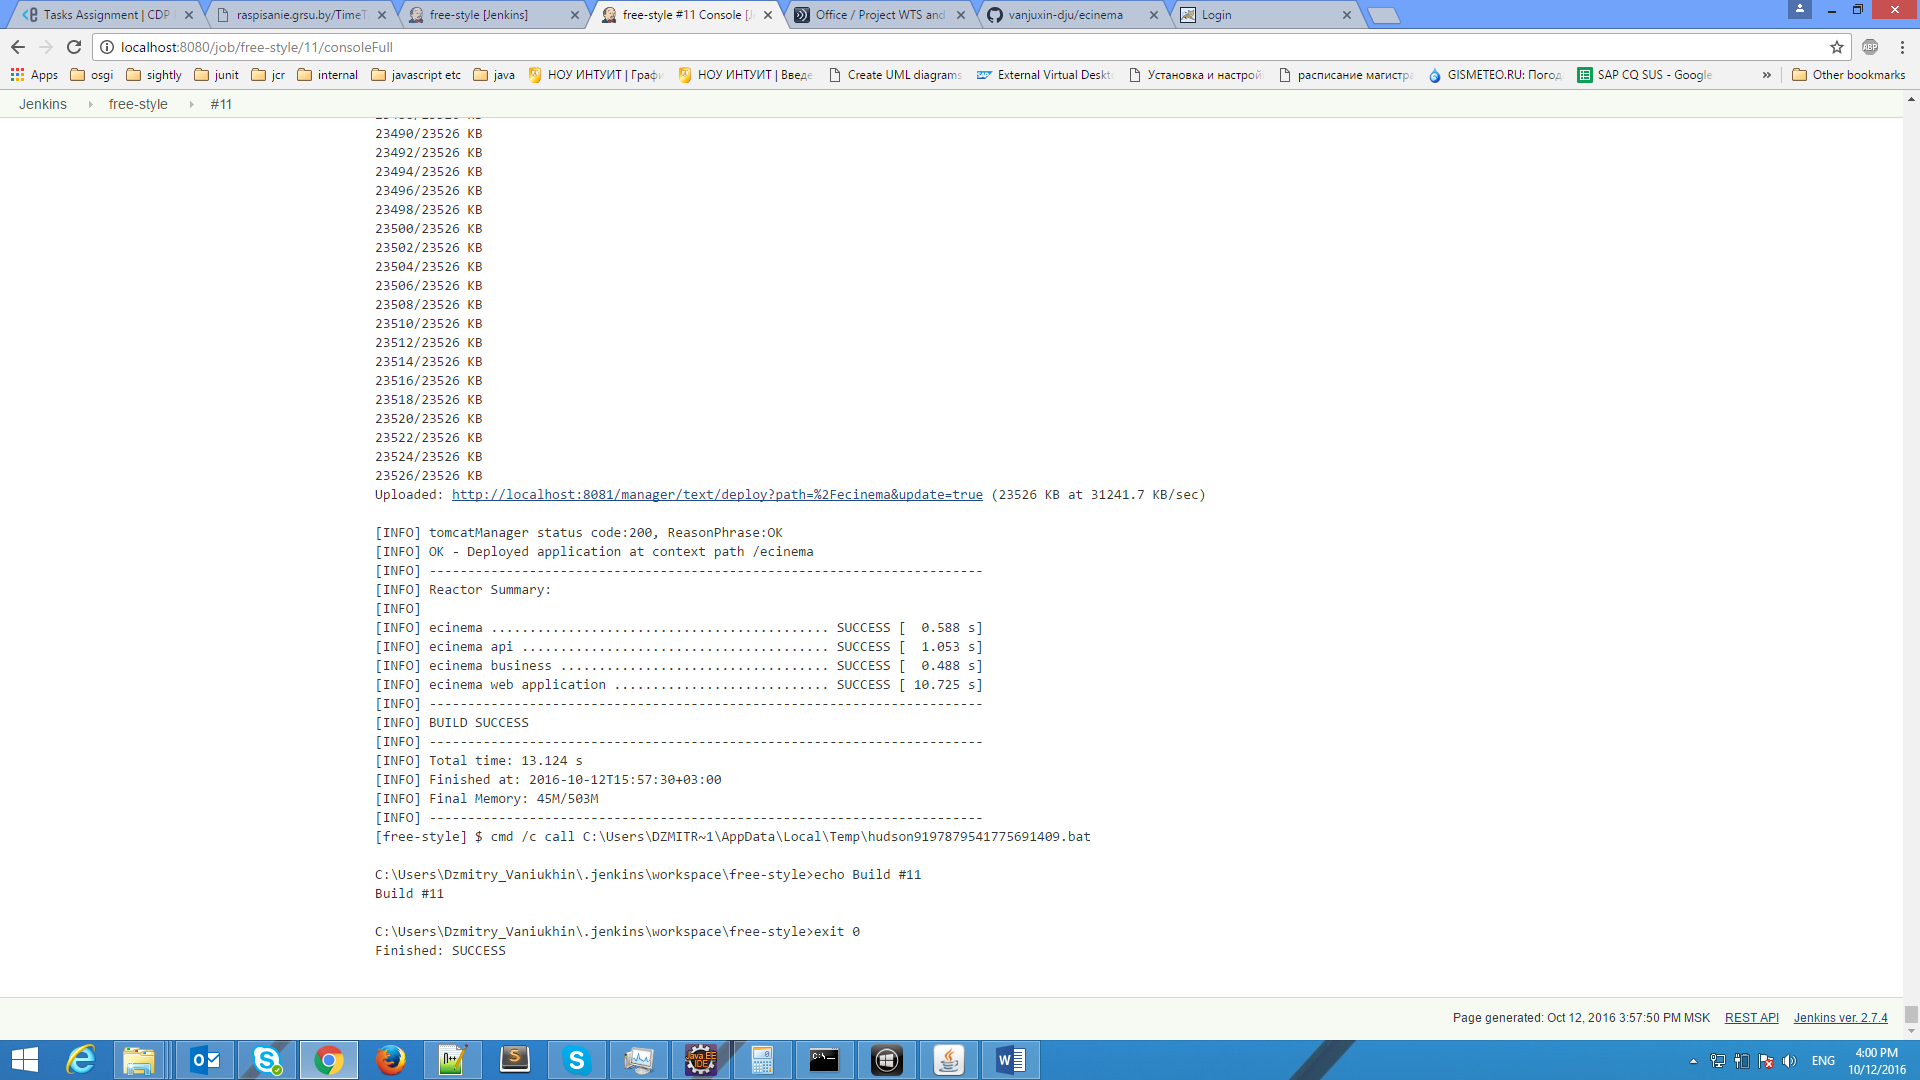 Tasks Assignment | CDP
raspisanie.grsu.by/TimeT
free-style [Jenkins]
free-style #11 Console [J
Office / Project WTS and
vanjuxin-dju/ecinema
Login
localhost:8080/job/free-style/11/consoleFull
ABP
Apps
osgi
sightly
junit
jcr
internal
javascript etc
java
НОУ ИНТУИТ | Графи
НОУ ИНТУИТ | Введе
Create UML diagrams
External Virtual Deskt
Установка и настрой
расписание магистра
GISMETEO.RU: Погод
SAP CQ SUS - Google
»
Other bookmarks
Jenkins
free-style
#11
23490/23526 KB
23492/23526 KB
23494/23526 KB
23496/23526 KB
23498/23526 KB
23500/23526 KB
23502/23526 KB
23504/23526 KB
23506/23526 KB
23508/23526 KB
23510/23526 KB
23512/23526 KB
23514/23526 KB
23516/23526 KB
23518/23526 KB
23520/23526 KB
23522/23526 KB
23524/23526 KB
23526/23526 KB
Uploaded: http://localhost:8081/manager/text/deploy?path=%2Fecinema&update=true (23526 KB at 31241.7 KB/sec)
[INFO] tomcatManager status code:200, ReasonPhrase:OK
[INFO] OK - Deployed application at context path /ecinema
[INFO] ------------------------------------------------------------------------
[INFO] Reactor Summary:
[INFO]
[INFO] ecinema ............................................ SUCCESS [  0.588 s]
[INFO] ecinema api ........................................ SUCCESS [  1.053 s]
[INFO] ecinema business ................................... SUCCESS [  0.488 s]
[INFO] ecinema web application ............................ SUCCESS [ 10.725 s]
[INFO] ------------------------------------------------------------------------
[INFO] BUILD SUCCESS
[INFO] ------------------------------------------------------------------------
[INFO] Total time: 13.124 s
[INFO] Finished at: 2016-10-12T15:57:30+03:00
[INFO] Final Memory: 45M/503M
[INFO] ------------------------------------------------------------------------
[free-style] $ cmd /c call C:\Users\DZMITR~1\AppData\Local\Temp\hudson9197879541775691409.bat
C:\Users\Dzmitry_Vaniukhin\.jenkins\workspace\free-style>echo Build #11
Build #11
C:\Users\Dzmitry_Vaniukhin\.jenkins\workspace\free-style>exit 0
Finished: SUCCESS
Page generated: Oct 12, 2016 3:57:50 PM MSK
REST API
Jenkins ver. 2.7.4
Java EE
IDE
ENG
4:00 PM
10/12/2016